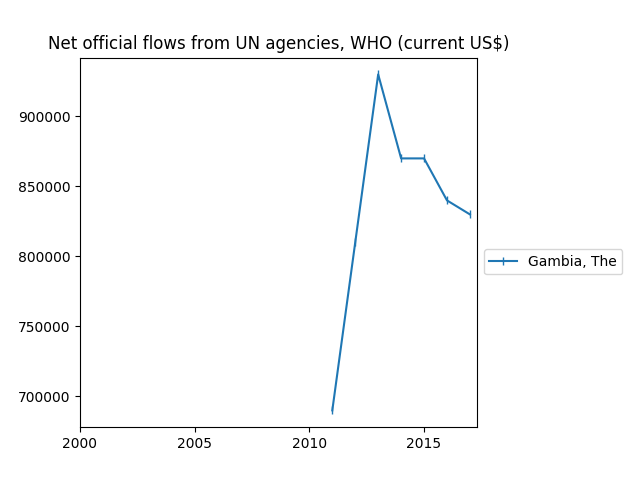 Net official flows from UN agencies, WHO (current US$)
900000
850000
800000
750000
700000
2000 2005 2010 2015
Gambia, The